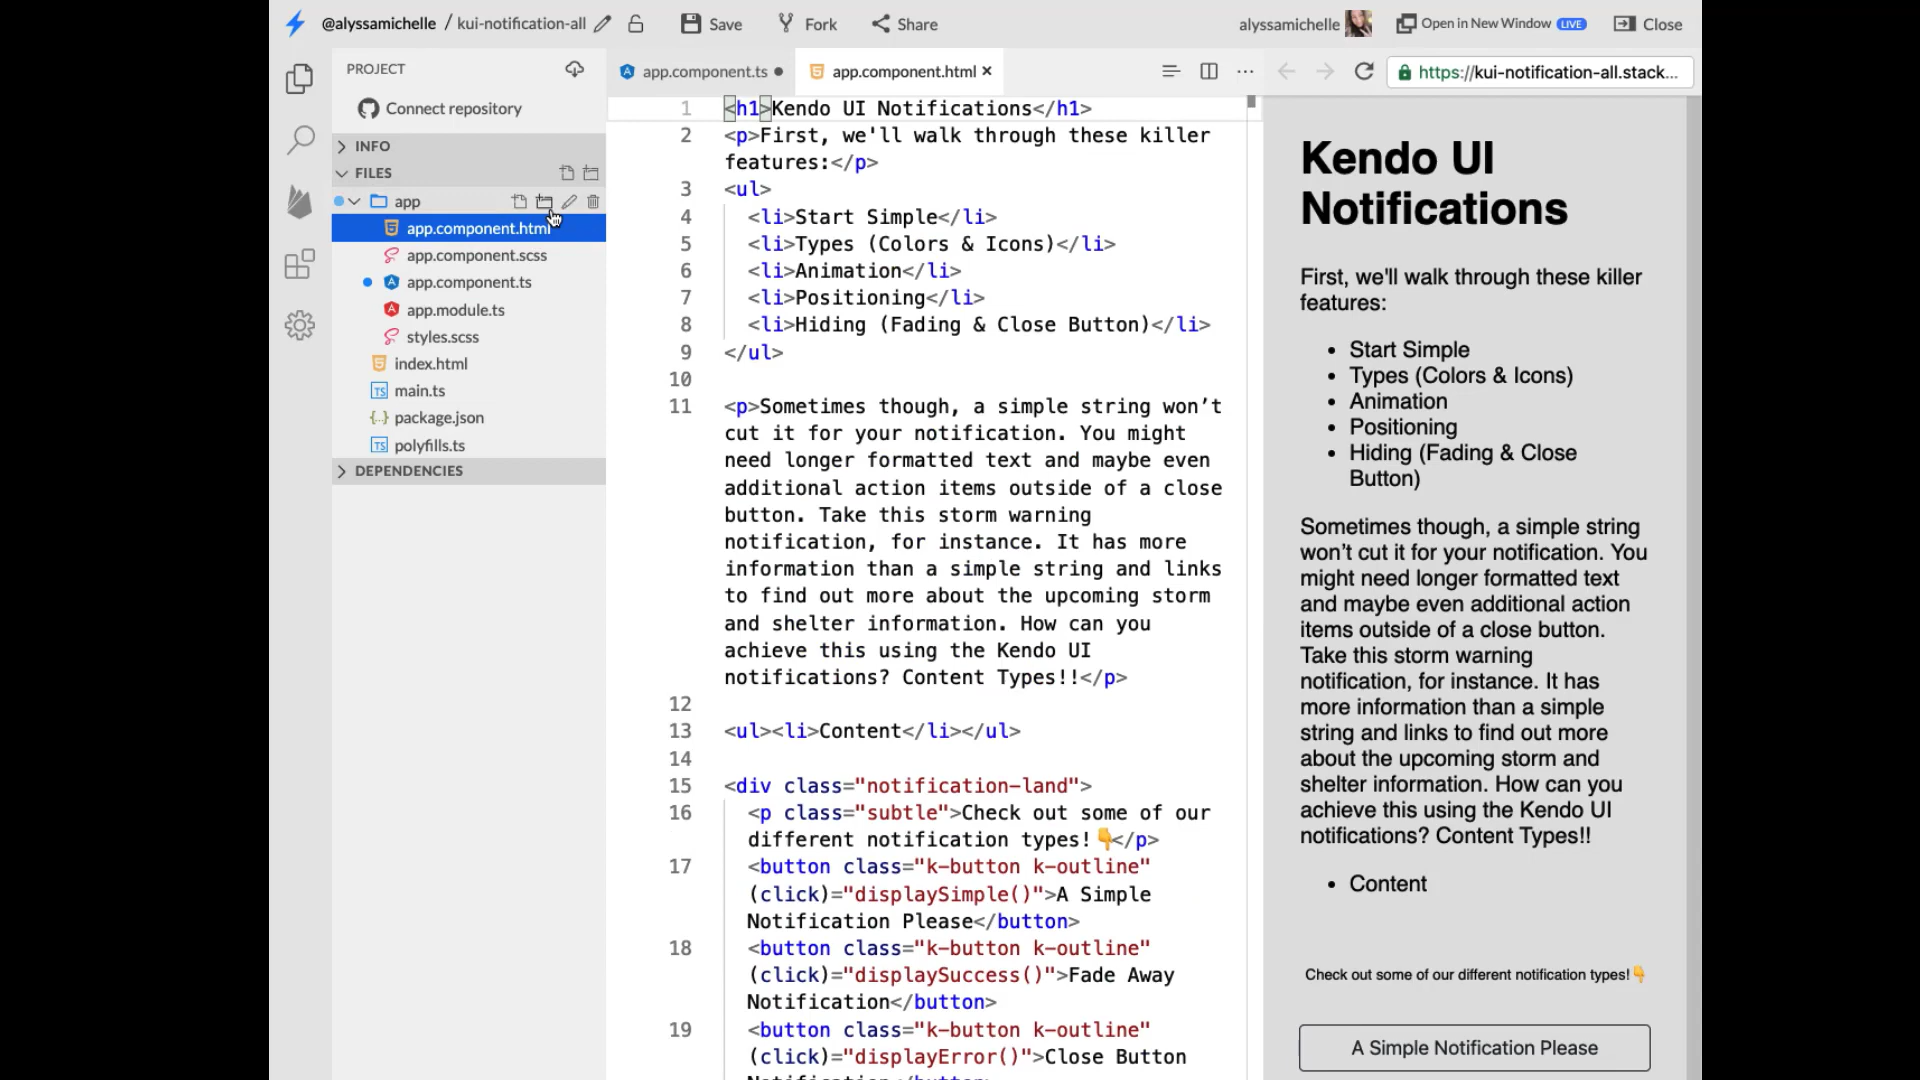 @alyssamichelle / kui-notification-all
Save
Fork
Share
alyssamichelle
Open in New Window LIVE
Close
PROJECT
Connect repository
INFO
FILES
app
app.component.html
app.component.scss
app.component.ts
app.module.ts
styles.scss
index.html
TS main.ts
{..} package.json
TS polyfills.ts
DEPENDENCIES
app.component.ts
app.component.html ×
1 <h1>Kendo UI Notifications</h1>
2 <p>First, we'll walk through these killer
features:</p>
3 <ul>
4 <li>Start Simple</li>
5 <li>Types (Colors & Icons)</li>
6 <li>Animation</li>
7 <li>Positioning</li>
8 <li>Hiding (Fading & Close Button)</li>
9 </ul>
10
11 <p>Sometimes though, a simple string won’t
cut it for your notification. You might
need longer formatted text and maybe even
additional action items outside of a close
button. Take this storm warning
notification, for instance. It has more
information than a simple string and links
to find out more about the upcoming storm
and shelter information. How can you
achieve this using the Kendo UI
notifications? Content Types!!</p>
12
13 <ul><li>Content</li></ul>
14
15 <div class="notification-land">
16 <p class="subtle">Check out some of our
different notification types!👇</p>
17 <button class="k-button k-outline"
(click)="displaySimple()">A Simple
Notification Please</button>
18 <button class="k-button k-outline"
(click)="displaySuccess()">Fade Away
Notification</button>
19 <button class="k-button k-outline"
(click)="displayError()">Close Button
https://kui-notification-all.stack...
Kendo UI
Notifications
First, we'll walk through these killer
features:
• Start Simple
• Types (Colors & Icons)
• Animation
• Positioning
• Hiding (Fading & Close
Button)
Sometimes though, a simple string
won’t cut it for your notification. You
might need longer formatted text
and maybe even additional action
items outside of a close button.
Take this storm warning
notification, for instance. It has
more information than a simple
string and links to find out more
about the upcoming storm and
shelter information. How can you
achieve this using the Kendo UI
notifications? Content Types!!
• Content
Check out some of our different notification types!👇
A Simple Notification Please